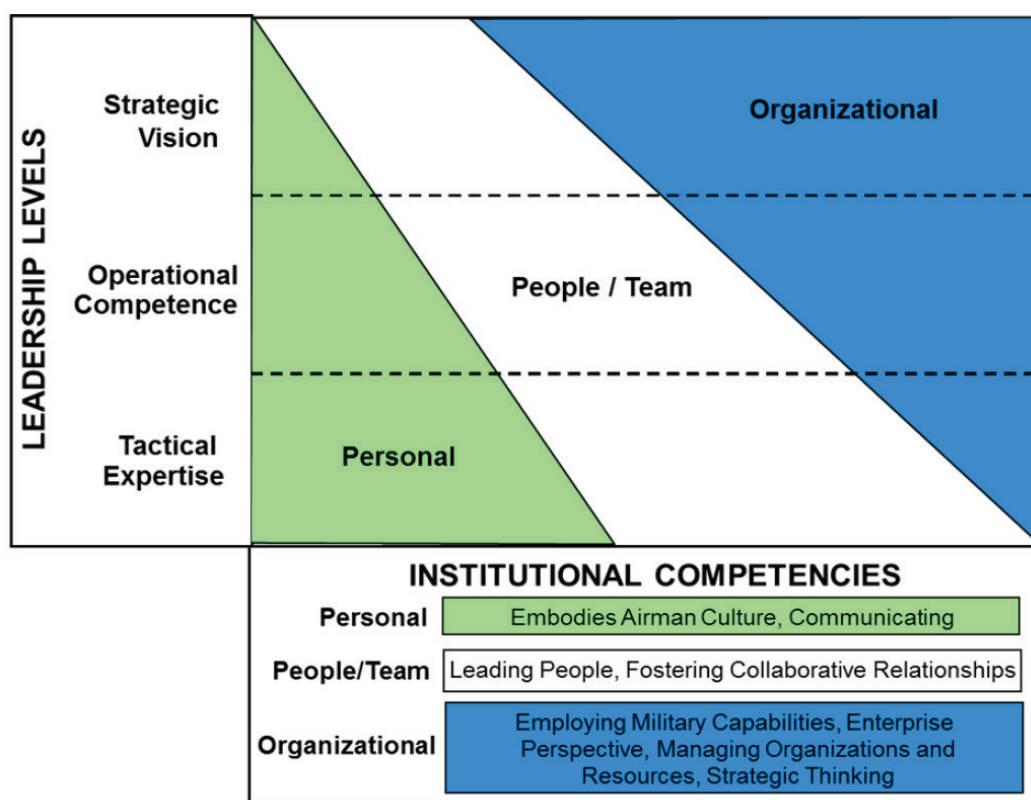 LEADERSHIP LEVELS
Strategic
Vision
Organizational
Operational
Competence
People / Team
Tactical
Expertise
Personal
INSTITUTIONAL COMPETENCIES
Personal
Embodies Airman Culture, Communicating
People/Team
Leading People, Fostering Collaborative Relationships
Organizational
Employing Military Capabilities, Enterprise
Perspective, Managing Organizations and
Resources, Strategic Thinking